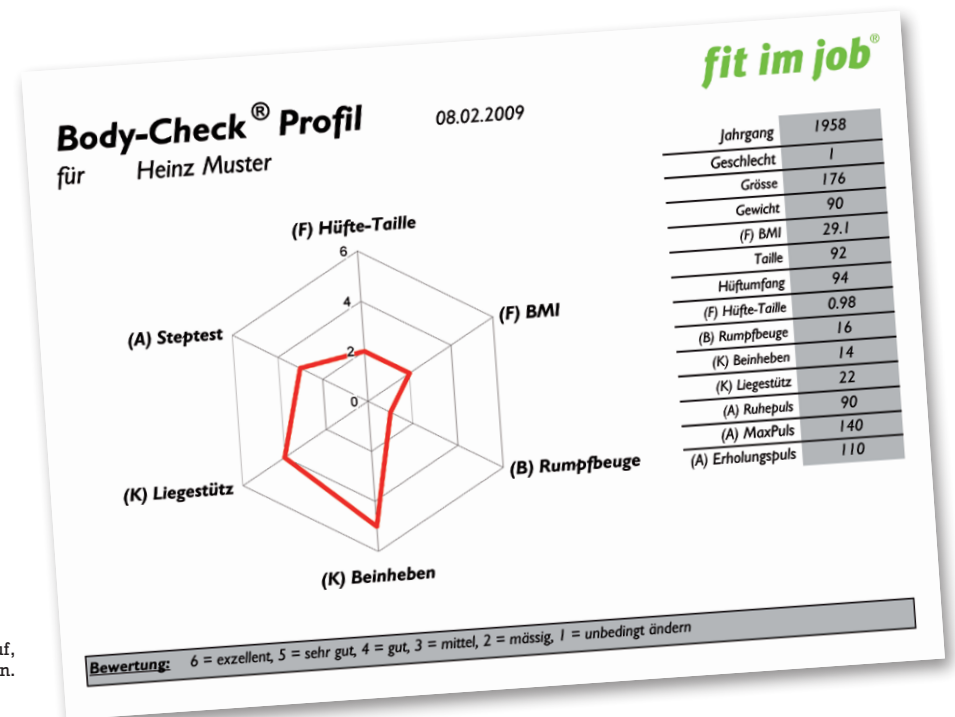 fit im job®
Body-Check® Profil 08.02.2009
für Heinz Muster
Jahrgang 1958
Geschlecht 1
Grösse 176
Gewicht 90
(F) BMI 29.1
Taille 92
Hüftumfang 94
(F) Hüfte-Taille 0.98
(B) Rumpfbeuge 16
(K) Beinheben 14
(K) Liegestütz 22
(A) Ruhepuls 90
(A) MaxPuls 140
(A) Erholungspuls 110
(F) Hüfte-Taille
6
4
2
0
(F) BMI
(B) Rumpfbeuge
(K) Beinheben
(K) Liegestütz
(A) Steptest
Bewertung: 6 = exzellent, 5 = sehr gut, 4 = gut, 3 = mittel, 2 = mässig, 1 = unbedingt ändern